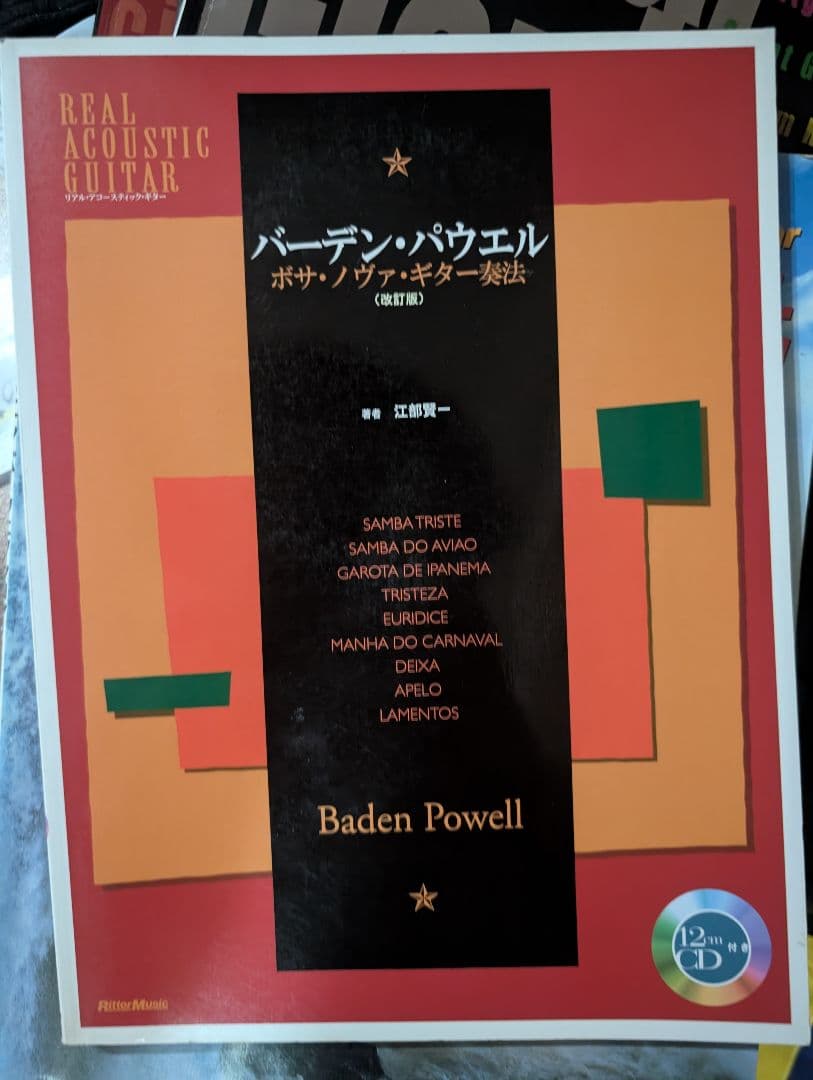 REAL
ACOUSTIC
GUITAR
リアル・アコースティック・ギター
バーデン・パウエル
ボサ・ノヴァ・ギター奏法
(改訂版)
著者 江部賢一
SAMBA TRISTE
SAMBA DO AVIAO
GAROTA DE IPANEMA
TRISTEZA
EURIDICE
MANHA DO CARNAVAL
DEIXA
APELO
LAMENTOS
Baden Powell
12cm
CD
付き
RittorMusic